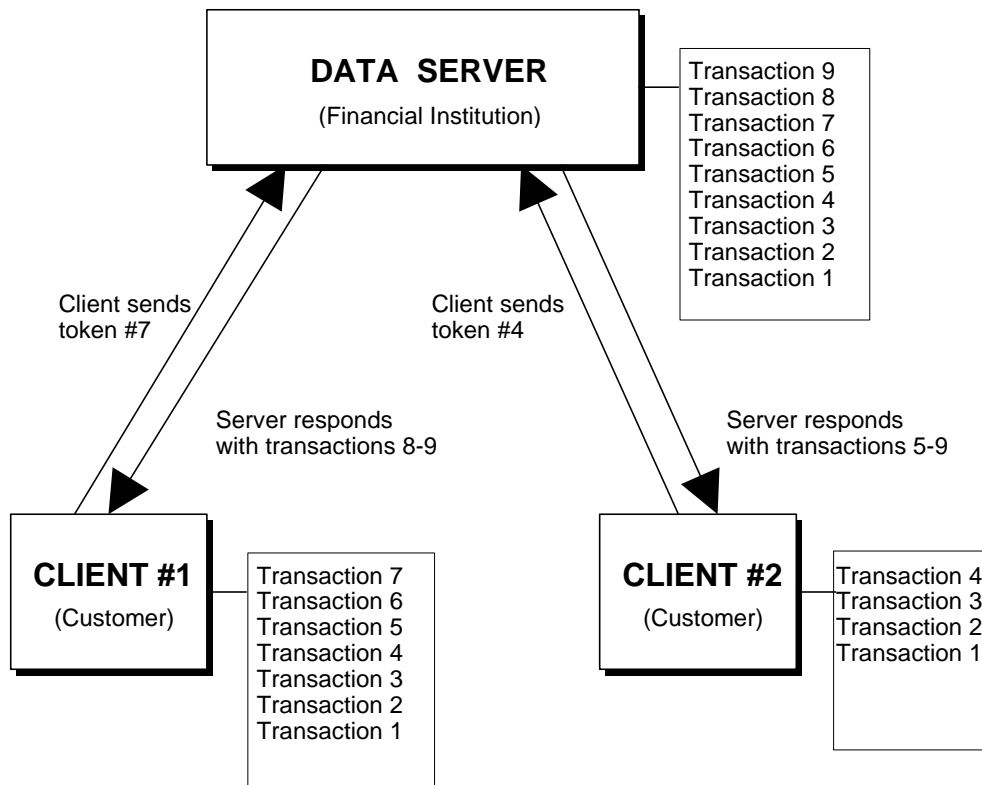 DATA SERVER
(Financial Institution)
Transaction 9
Transaction 8
Transaction 7
Transaction 6
Transaction 5
Transaction 4
Transaction 3
Transaction 2
Transaction 1
Client sends
token #7
Client sends
token #4
Server responds
with transactions 8-9
Server responds
with transactions 5-9
CLIENT #1
(Customer)
Transaction 7
Transaction 6
Transaction 5
Transaction 4
Transaction 3
Transaction 2
Transaction 1
CLIENT #2
(Customer)
Transaction 4
Transaction 3
Transaction 2
Transaction 1